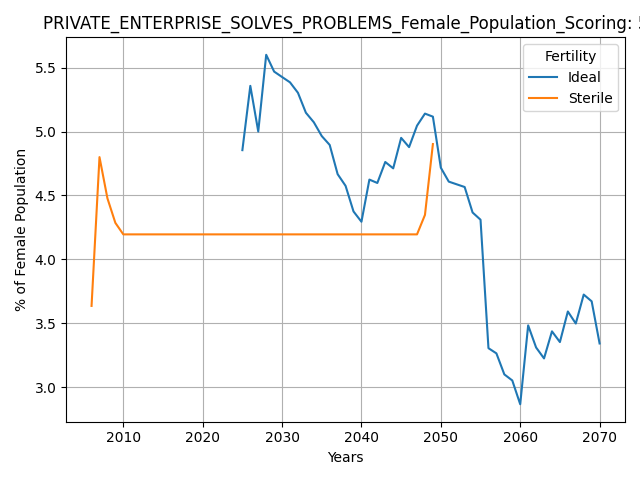 PRIVATE_ENTERPRISE_SOLVES_PROBLEMS_Female_Population_Scoring:
Fertility
Ideal
Sterile
5.5
5.0
4.5
4.0
3.5
3.0
% of Female Population
2010 2020 2030 2040 2050 2060 2070
Years